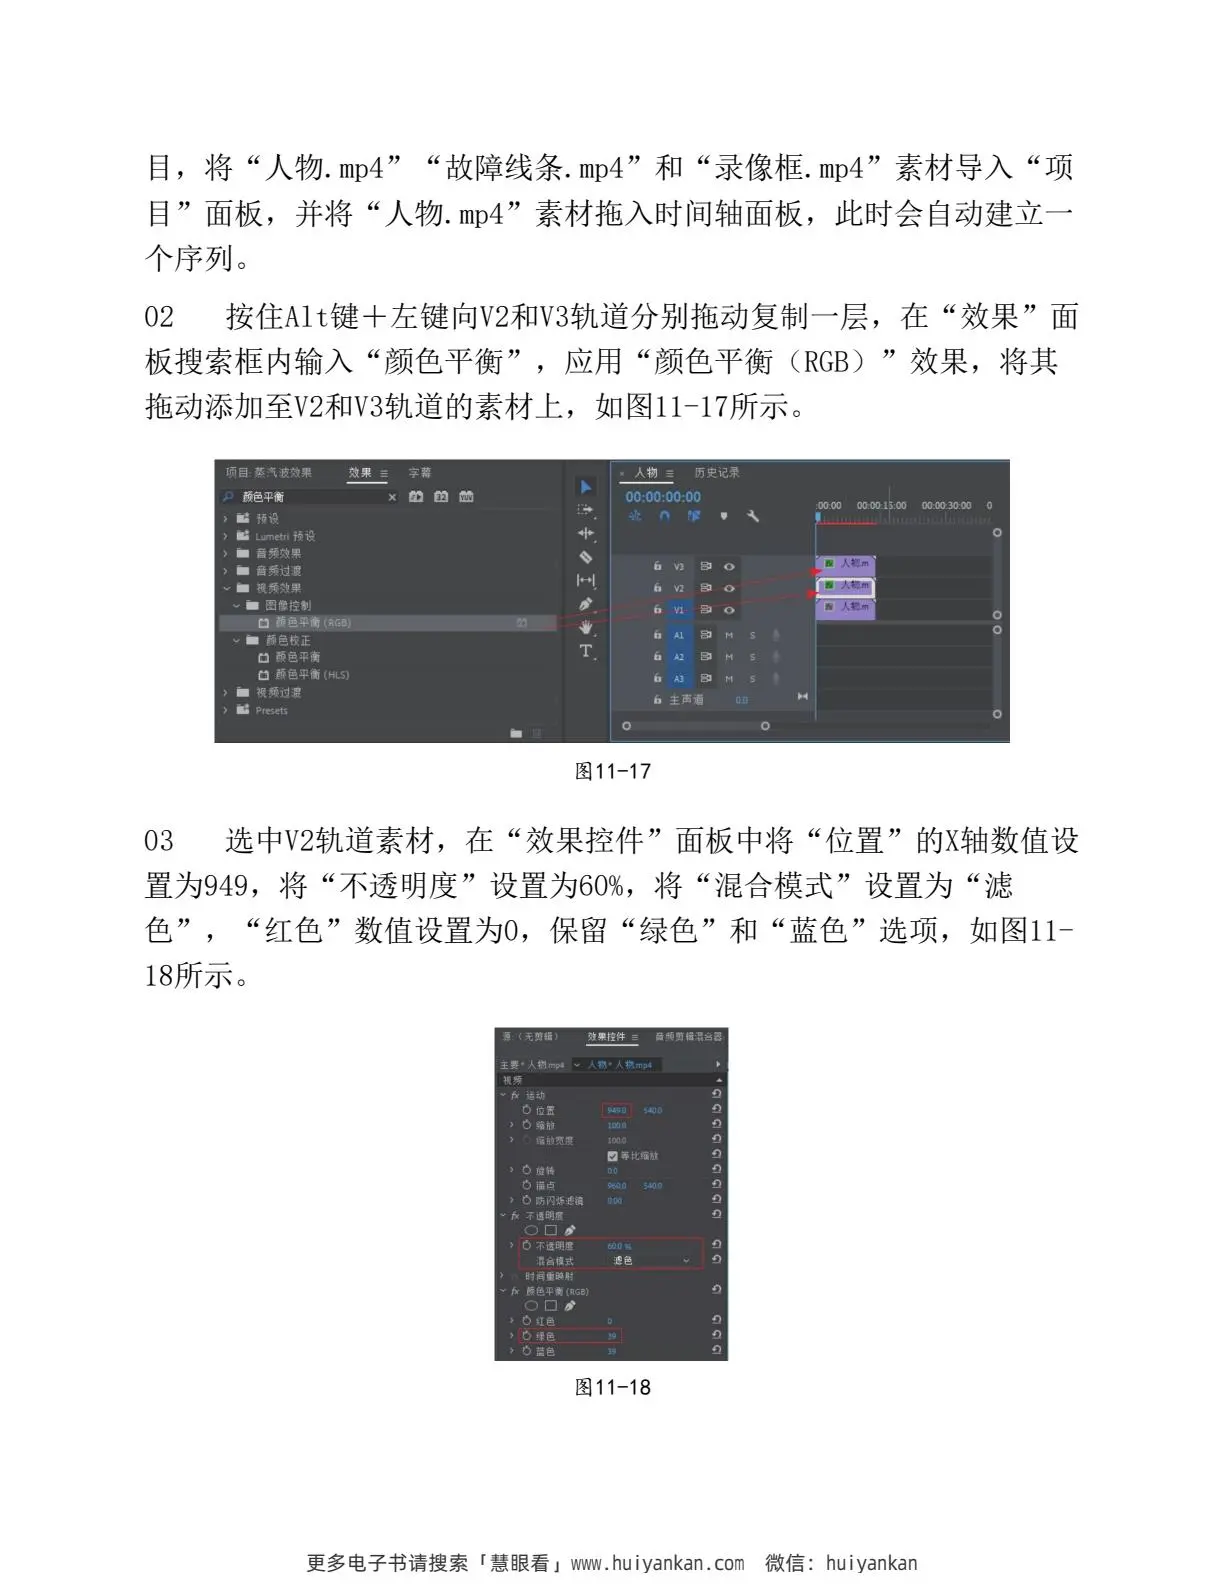 目，将“人物.mp4”“故障线条.mp4”和“录像框.mp4”素材导入“项
目”面板，并将“人物.mp4”素材拖入时间轴面板，此时会自动建立一
个序列。
02 按住Alt键＋左键向V2和V3轨道分别拖动复制一层，在“效果”面
板搜索框内输入“颜色平衡”，应用“颜色平衡（RGB）”效果，将其
拖动添加至V2和V3轨道的素材上，如图11-17所示。
项目:蒸汽波效果 效果 字幕
颜色平衡
预设
Lumetri 预设
音频效果
音频过渡
视频效果
图像控制
颜色平衡 (RGB)
颜色校正
颜色平衡
颜色平衡 (HLS)
视频过渡
Presets
× 人物 历史记录
00:00:00:00
:00:00 00:00:15:00 00:00:30:00 0
V3 人物.m
V2 人物.m
V1 人物.m
A1 M S
A2 M S
A3 M S
主声道 0.0
图11-17
03 选中V2轨道素材，在“效果控件”面板中将“位置”的X轴数值设
置为949，将“不透明度”设置为60%，将“混合模式”设置为“滤
色”，“红色”数值设置为0，保留“绿色”和“蓝色”选项，如图11-
18所示。
源:（无剪辑） 效果控件 音频剪辑混合器:
主要*人物.mp4 人物*人物.mp4
视频
fx 运动
位置 949.0 540.0
缩放 100.0
缩放宽度 100.0
等比缩放
旋转 0.0
锚点 960.0 540.0
防闪烁滤镜 0.00
fx 不透明度
不透明度 60.0 %
混合模式 滤色
时间重映射
fx 颜色平衡 (RGB)
红色 0
绿色 39
蓝色 39
图11-18
更多电子书请搜索「慧眼看」www.huiyankan.com 微信：huiyankan